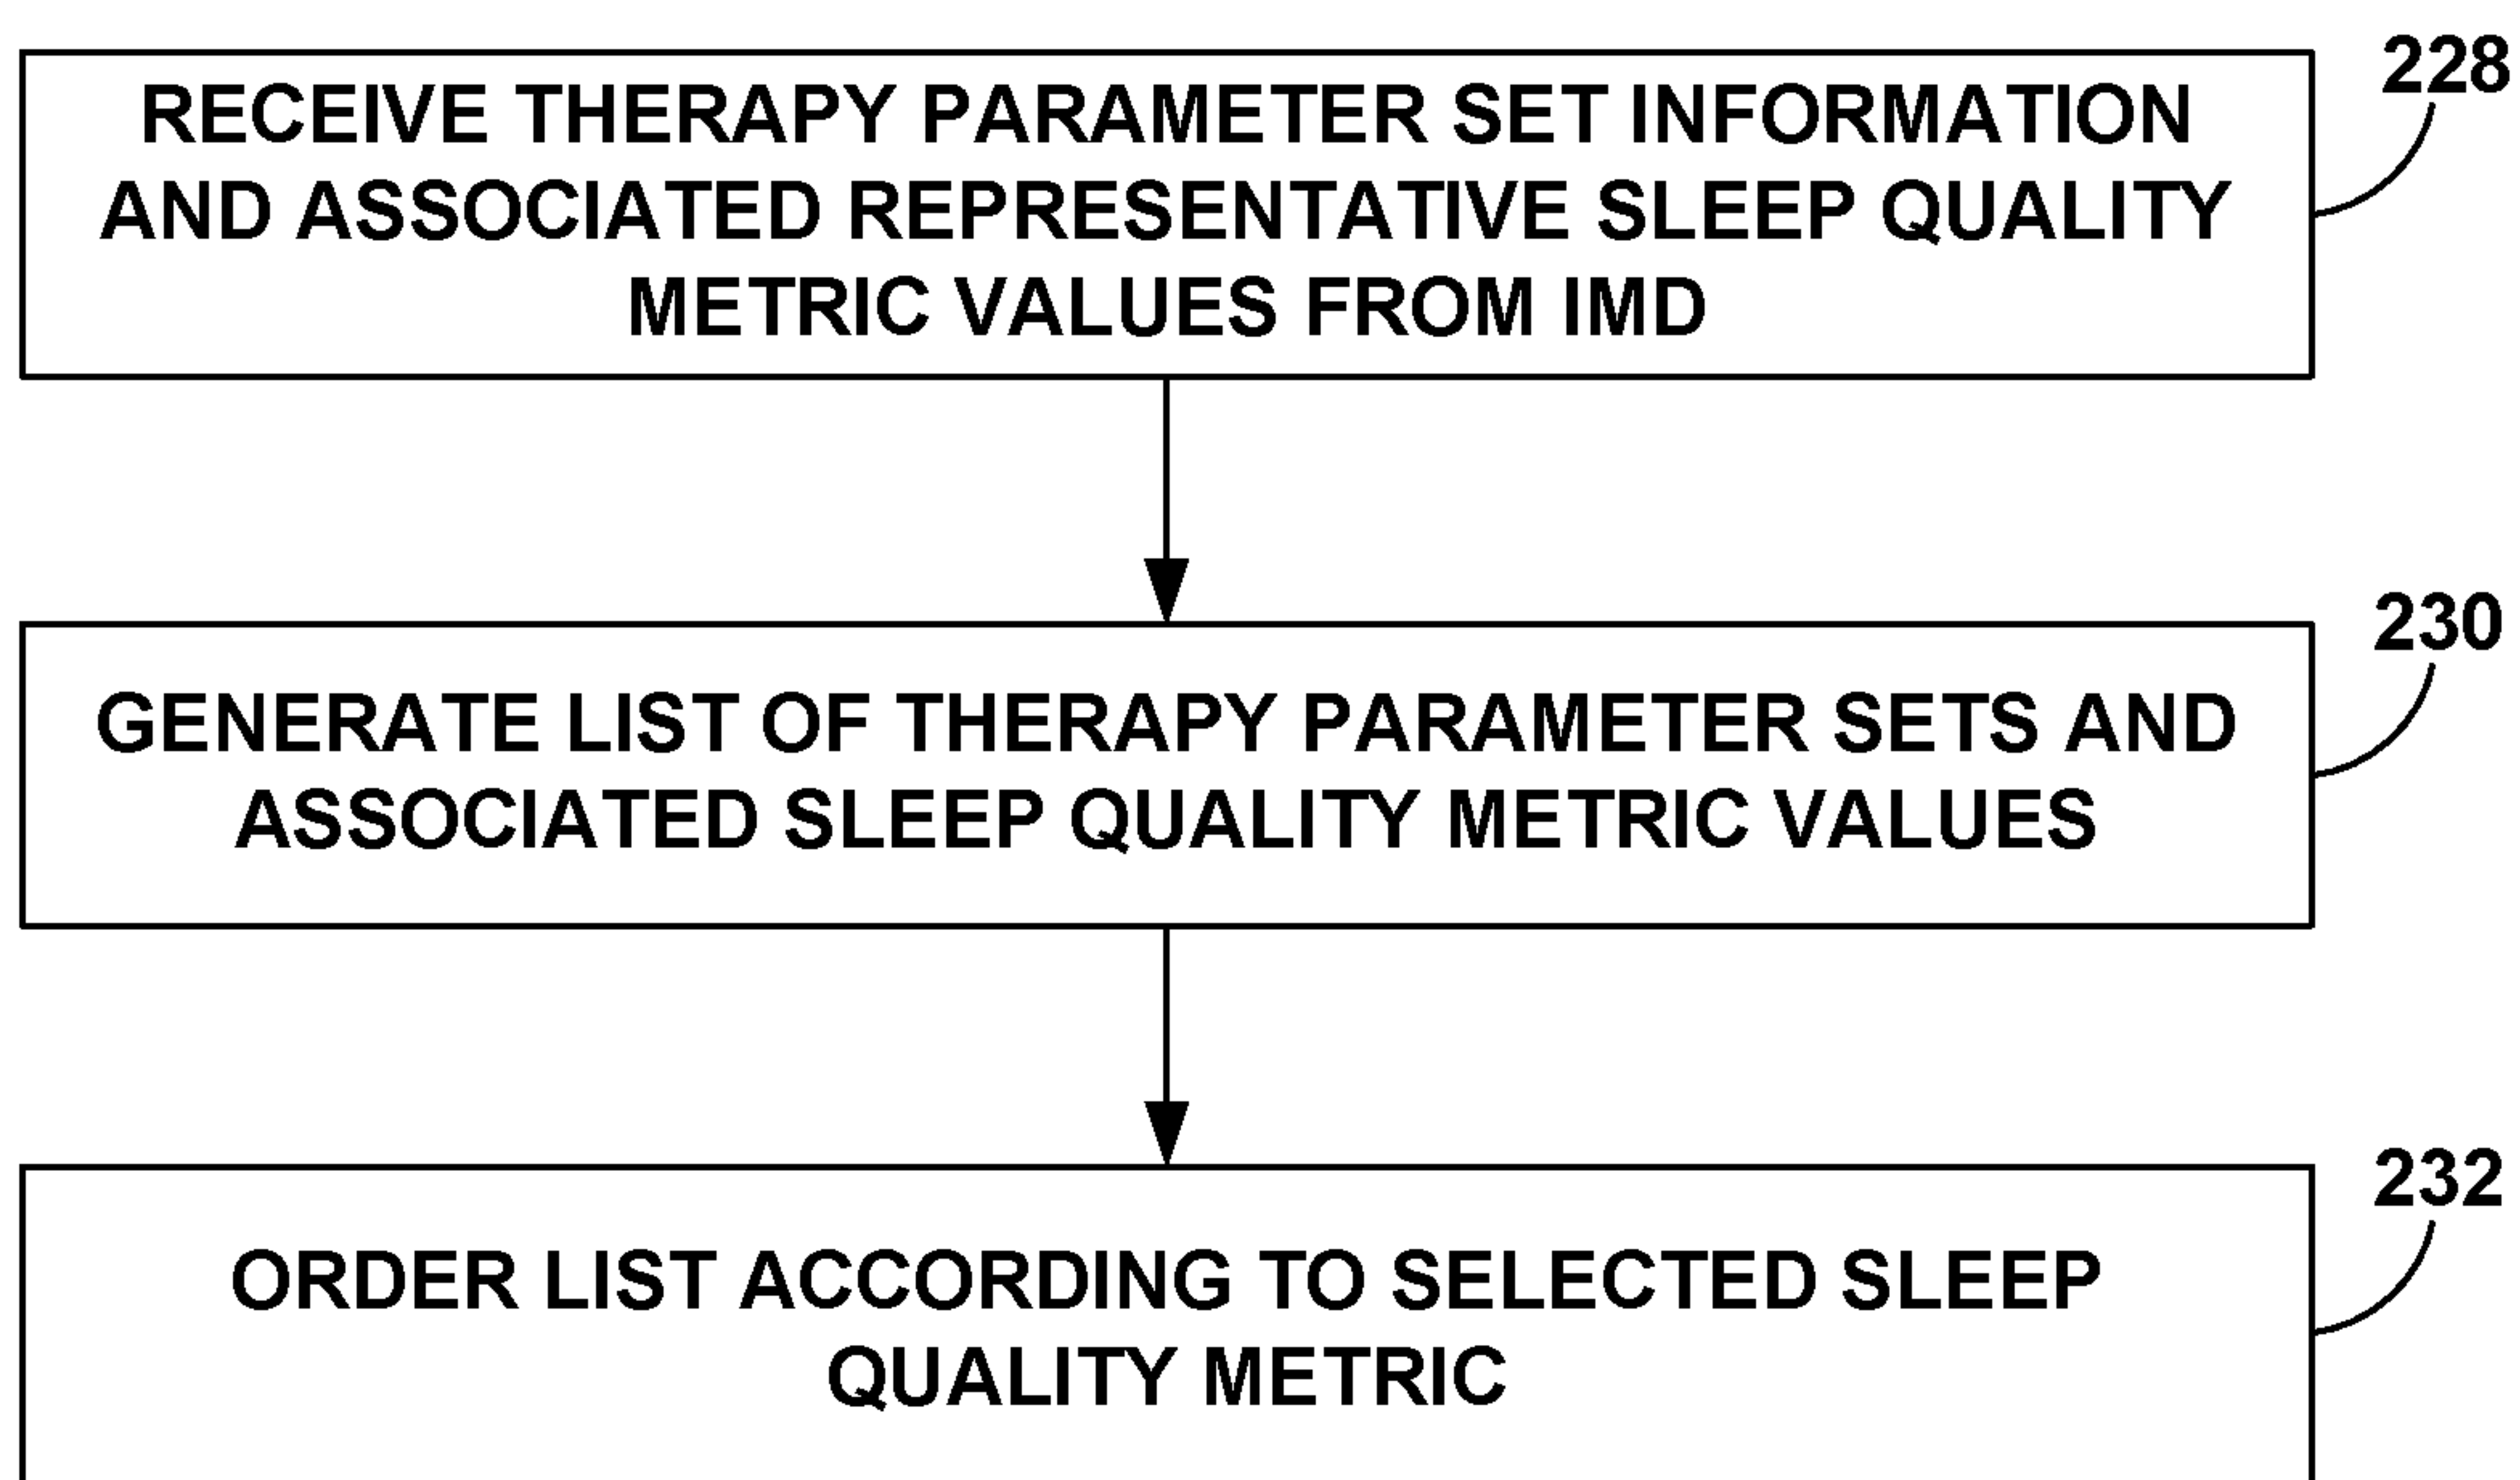 228
RECEIVE THERAPY PARAMETER SET INFORMATION
AND ASSOCIATED REPRESENTATIVE SLEEP QUALITY
METRIC VALUES FROM IMD
230
GENERATE LIST OF THERAPY PARAMETER SETS AND
ASSOCIATED SLEEP QUALITY METRIC VALUES
232
ORDER LIST ACCORDING TO SELECTED SLEEP
QUALITY METRIC